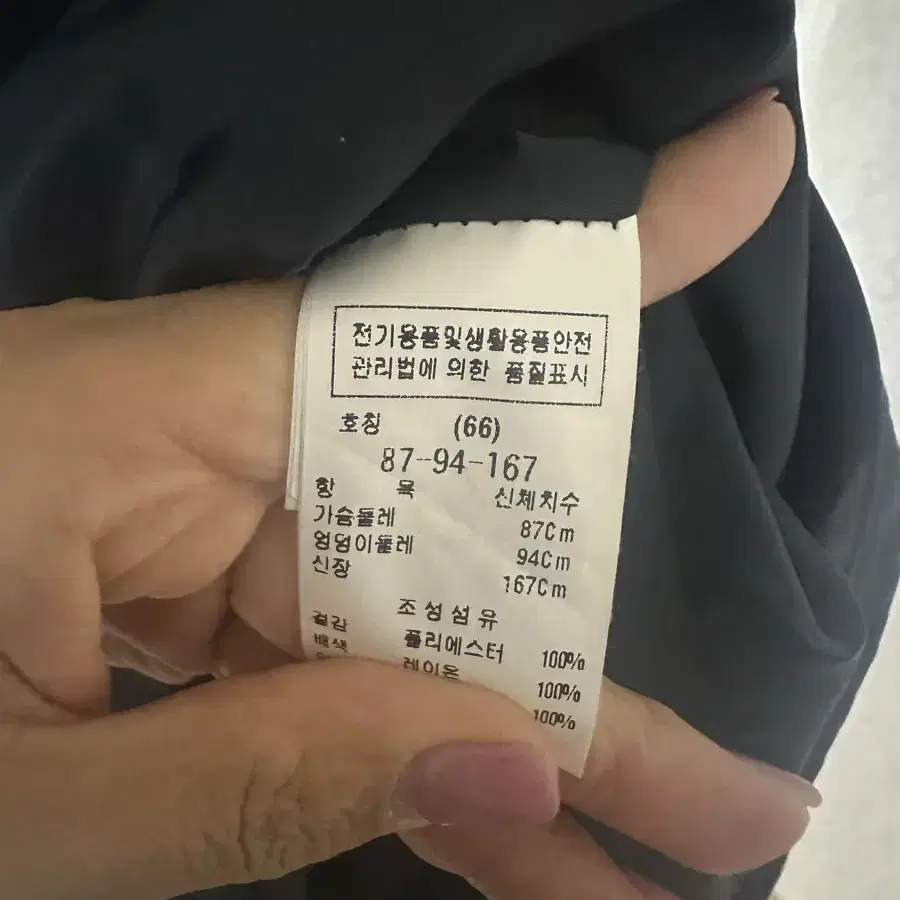 전기용품및생활용품안전
관리법에 의한 품질표시
호칭 (66)
87-94-167
항 목 신체치수
가슴둘레 87Cm
엉덩이둘레 94Cm
신장 167Cm
조성섬유
겉감 폴리에스터 100%
배색 레이온 100%
100%